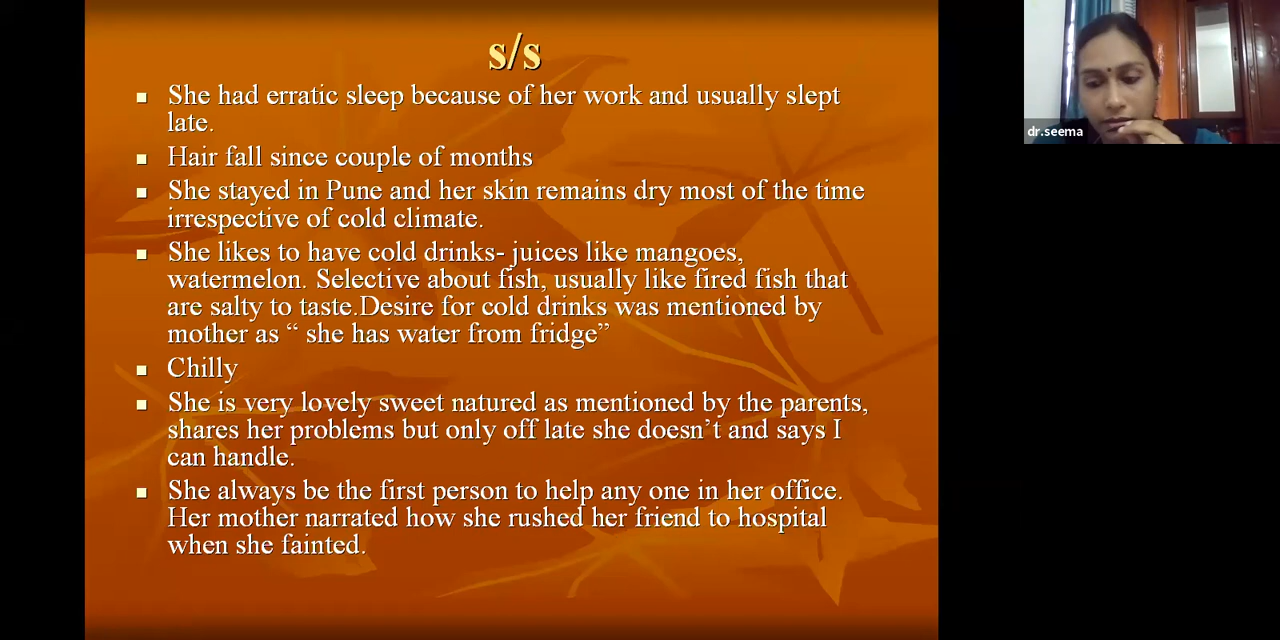 s/s
She had erratic sleep because of her work and usually slept
late.
Hair fall since couple of months
She stayed in Pune and her skin remains dry most of the time
irrespective of cold climate.
She likes to have cold drinks- juices like mangoes,
watermelon. Selective about fish, usually like fired fish that
are salty to taste.Desire for cold drinks was mentioned by
mother as “ she has water from fridge”
Chilly
She is very lovely sweet natured as mentioned by the parents,
shares her problems but only off late she doesn’t and says I
can handle.
She always be the first person to help any one in her office.
Her mother narrated how she rushed her friend to hospital
when she fainted.
dr.seema